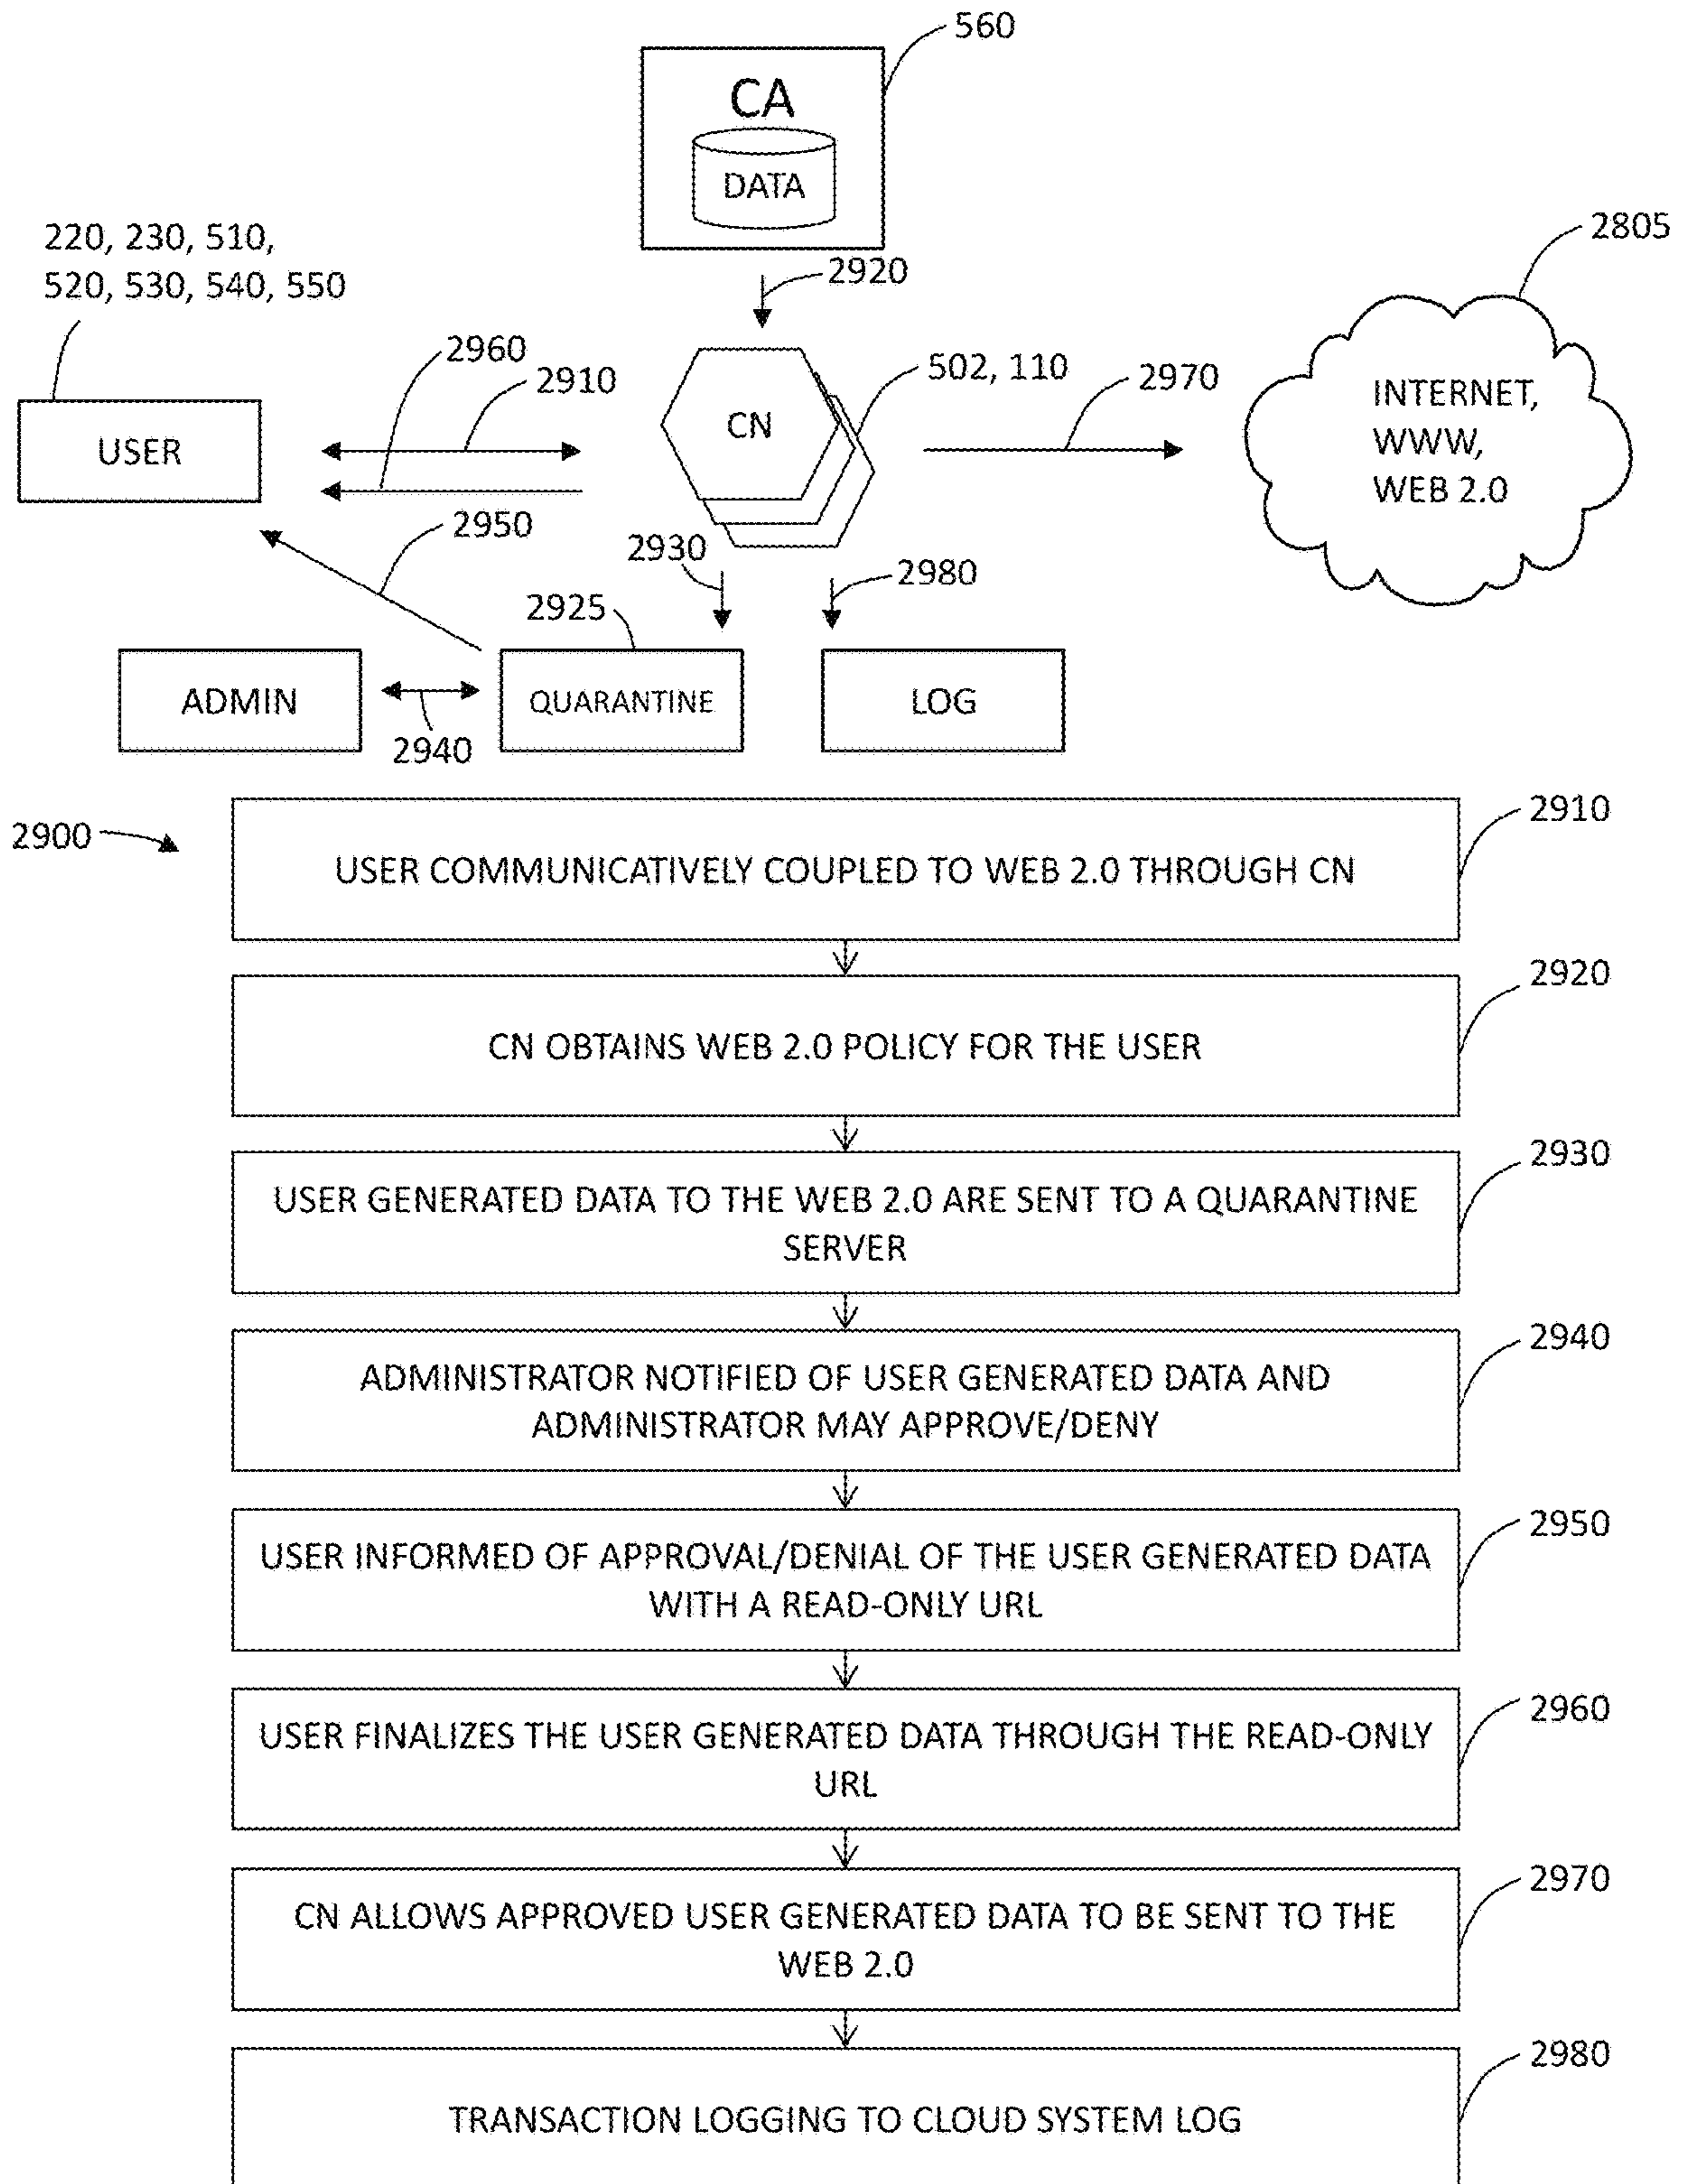 560
CA
DATA
220, 230, 510,
520, 530, 540, 550
2920
2805
2960
2910
502, 110
2970
USER
CN
INTERNET,
WWW,
WEB 2.0
2950
2930
2980
2925
ADMIN
QUARANTINE
LOG
2940
2900
2910
USER COMMUNICATIVELY COUPLED TO WEB 2.0 THROUGH CN
2920
CN OBTAINS WEB 2.0 POLICY FOR THE USER
2930
USER GENERATED DATA TO THE WEB 2.0 ARE SENT TO A QUARANTINE
SERVER
2940
ADMINISTRATOR NOTIFIED OF USER GENERATED DATA AND
ADMINISTRATOR MAY APPROVE/DENY
2950
USER INFORMED OF APPROVAL/DENIAL OF THE USER GENERATED DATA
WITH A READ-ONLY URL
2960
USER FINALIZES THE USER GENERATED DATA THROUGH THE READ-ONLY
URL
2970
CN ALLOWS APPROVED USER GENERATED DATA TO BE SENT TO THE
WEB 2.0
2980
TRANSACTION LOGGING TO CLOUD SYSTEM LOG